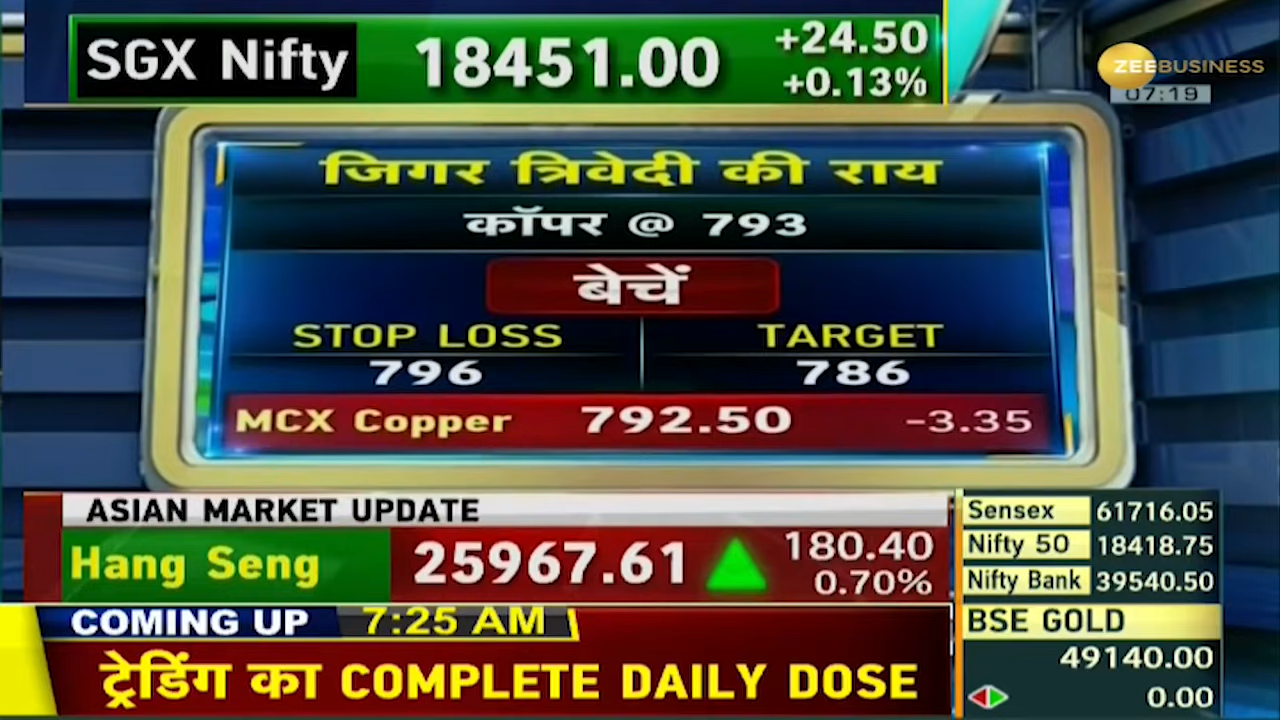 SGX Nifty 18451.00 +24.50 +0.13%
ZEEBUSINESS
07:19
जिगर त्रिवेदी की राय
कॉपर @ 793
बेचें
STOP LOSS TARGET
796 786
MCX Copper 792.50 -3.35
ASIAN MARKET UPDATE
Hang Seng 25967.61 180.40 0.70%
COMING UP 7:25 AM
ट्रेडिंग का COMPLETE DAILY DOSE
Sensex 61716.05
Nifty 50 18418.75
Nifty Bank 39540.50
BSE GOLD
49140.00
0.00